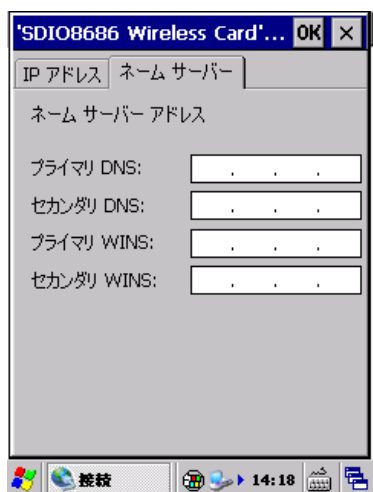 'SDIO8686 Wireless Card'... OK ×
IP アドレス ネーム サーバー
ネーム サーバー アドレス
プライマリ DNS: . . .
セカンダリ DNS: . . .
プライマリ WINS: . . .
セカンダリ WINS: . . .
接続 14:18